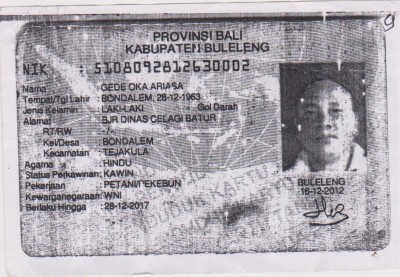 9
PROVINSI BALI
KABUPATEN BULELENG
NIK : 5108092812630002
Nama : GEDE OKA ARIASA
Tempat/Tgl Lahir : BONDALEM, 28-12-1963
Jenis Kelamin : LAKI-LAKI Gol Darah
Alamat : BJR DINAS CELAGI BATUR
RT/RW : -/-
Kel/Desa : BONDALEM
Kecamatan : TEJAKULA
Agama : HINDU
Status Perkawinan : KAWIN
Pekerjaan : PETANI/PEKEBUN
Kewarganegaraan : WNI
Berlaku Hingga : 28-12-2017
BULELENG
18-12-2012